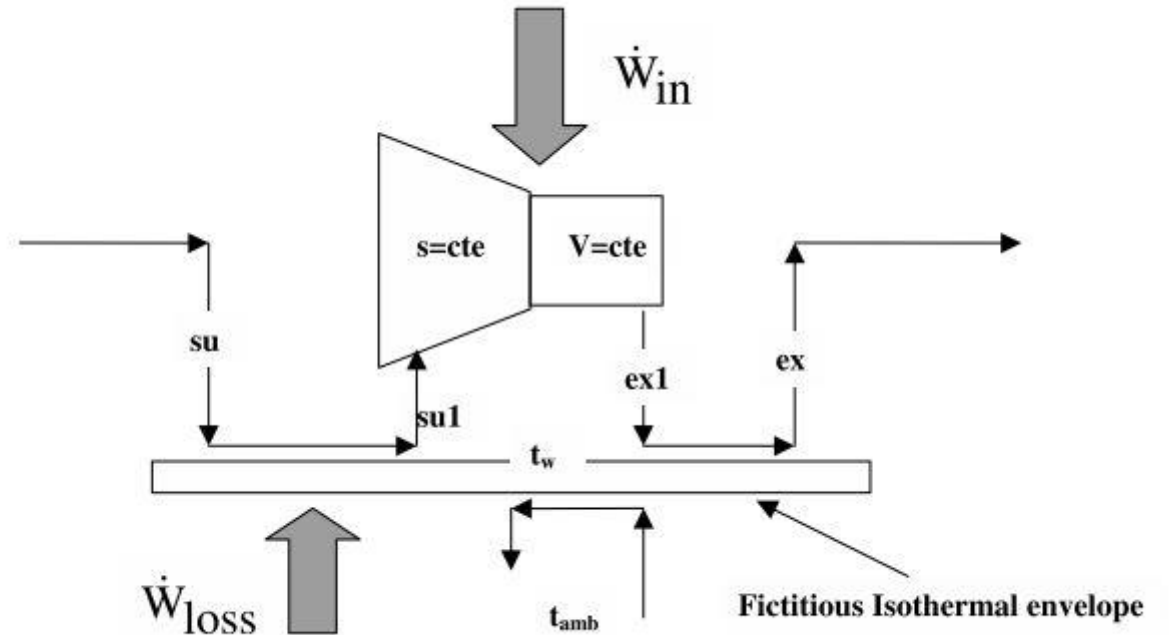 Ẇin
s=cte
V=cte
su
ex
ex1
su1
tw
Ẇloss
tamb
Fictitious Isothermal envelope